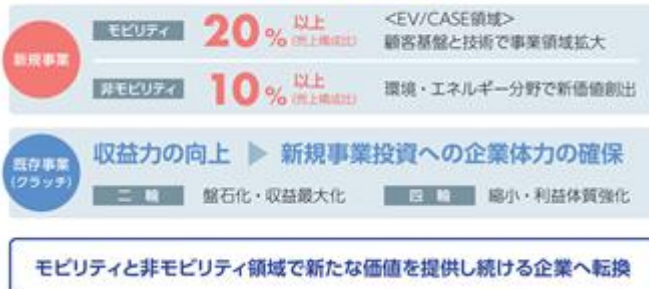 新規事業
モビリティ 20%以上(売上構成比)
<EV/CASE領域>
顧客基盤と技術で事業領域拡大
非モビリティ 10%以上(売上構成比)
環境・エネルギー分野で新価値創出
既存事業
(クラッチ)
収益力の向上 ▶ 新規事業投資への企業体力の確保
二輪 盤石化・収益最大化 四輪 縮小・利益体質強化
モビリティと非モビリティ領域で新たな価値を提供し続ける企業へ転換